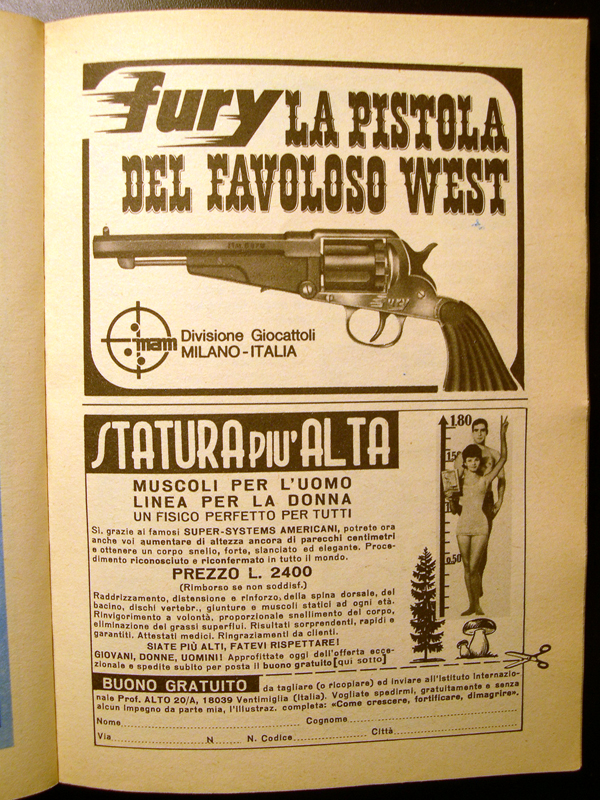 fury LA PISTOLA
DEL FAVOLOSO WEST
fury
mam
Divisione Giocattoli
MILANO - ITALIA
STATURA PIU' ALTA
MUSCOLI PER L'UOMO
LINEA PER LA DONNA
UN FISICO PERFETTO PER TUTTI
Sì, grazie ai famosi SUPER-SYSTEMS AMERICANI, potrete ora
anche voi aumentare di altezza ancora di parecchi centimetri
e ottenere un corpo snello, forte, slanciato ed elegante. Proce-
dimento riconosciuto e riconfermato in tutto il mondo.
PREZZO L. 2400
(Rimborso se non soddisf.)
Raddrizzamento, distensione e rinforzo, della spina dorsale, del
bacino, dischi vertebr., giunture e muscoli statici ad ogni età.
Rinvigorimento a volontà, proporzionale snellimento del corpo,
eliminazione dei grassi superflui. Risultati sorprendenti, rapidi e
garantiti. Attestati medici. Ringraziamenti da clienti.
SIATE PIÙ ALTI, FATEVI RISPETTARE!
GIOVANI, DONNE, UOMINI! Approfittate oggi dell'offerta ecce-
zionale e spedite subito per posta il buono gratuito [qui sotto]
1.80
1.50
0.50
BUONO GRATUITO da tagliare (o ricopiare) ed inviare all'Istituto Internazio-
nale Prof. ALTO 20/A, 18039 Ventimiglia (Italia). Vogliate spedirmi, gratuitamente e senza
alcun impegno da parte mia, l'illustraz. completa: «Come crescere, fortificare, dimagrire».
Nome Cognome
Via N N. Codice Città